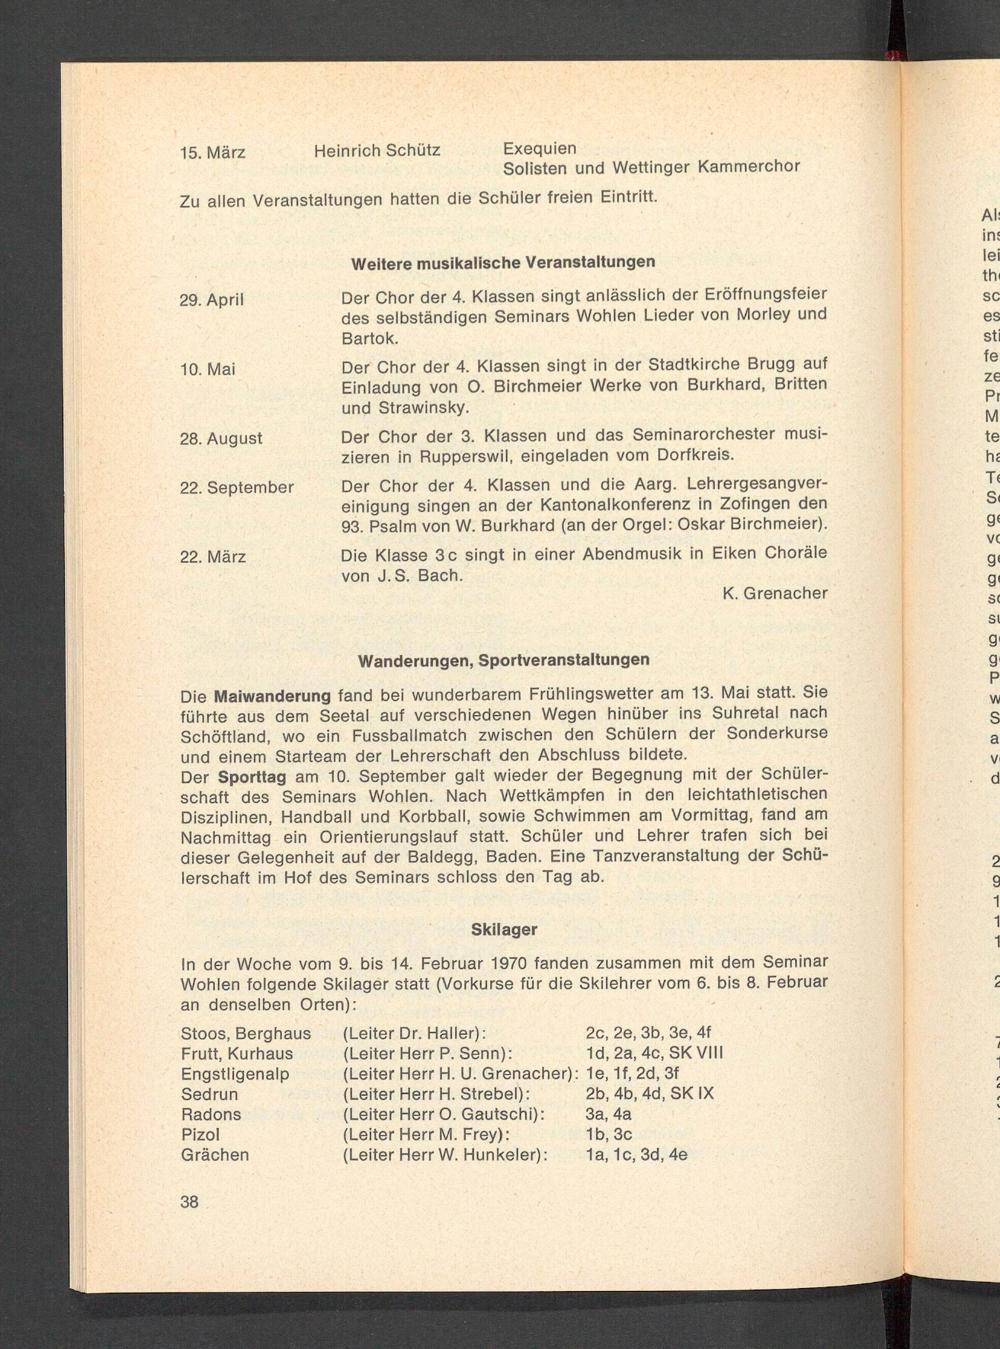 15. März Heinrich Schütz Exequien
Solisten und Wettinger Kammerchor
Zu allen Veranstaltungen hatten die Schüler freien Eintritt.
Weitere musikalische Veranstaltungen
29. April Der Chor der 4. Klassen singt anlässlich der Eröffnungsfeier
des selbständigen Seminars Wohlen Lieder von Morley und
Bartok.
10. Mai Der Chor der 4. Klassen singt in der Stadtkirche Brugg auf
Einladung von O. Birchmeier Werke von Burkhard, Britten
und Strawinsky.
28. August Der Chor der 3. Klassen und das Seminarorchester musi-
zieren in Rupperswil, eingeladen vom Dorfkreis.
22. September Der Chor der 4. Klassen und die Aarg. Lehrergesangver-
einigung singen an der Kantonalkonferenz in Zofingen den
93. Psalm von W. Burkhard (an der Orgel: Oskar Birchmeier).
22. März Die Klasse 3c singt in einer Abendmusik in Eiken Choräle
von J. S. Bach.
K. Grenacher
Wanderungen, Sportveranstaltungen
Die Maiwanderung fand bei wunderbarem Frühlingswetter am 13. Mai statt. Sie
führte aus dem Seetal auf verschiedenen Wegen hinüber ins Suhretal nach
Schöftland, wo ein Fussballmatch zwischen den Schülern der Sonderkurse
und einem Starteam der Lehrerschaft den Abschluss bildete.
Der Sporttag am 10. September galt wieder der Begegnung mit der Schüler-
schaft des Seminars Wohlen. Nach Wettkämpfen in den leichtathletischen
Disziplinen, Handball und Korbball, sowie Schwimmen am Vormittag, fand am
Nachmittag ein Orientierungslauf statt. Schüler und Lehrer trafen sich bei
dieser Gelegenheit auf der Baldegg, Baden. Eine Tanzveranstaltung der Schü-
lerschaft im Hof des Seminars schloss den Tag ab.
Skilager
In der Woche vom 9. bis 14. Februar 1970 fanden zusammen mit dem Seminar
Wohlen folgende Skilager statt (Vorkurse für die Skilehrer vom 6. bis 8. Februar
an denselben Orten):
Stoos, Berghaus (Leiter Dr. Haller): 2c, 2e, 3b, 3e, 4f
Frutt, Kurhaus (Leiter Herr P. Senn): 1d, 2a, 4c, SK VIII
Engstligenalp (Leiter Herr H. U. Grenacher): 1e, 1f, 2d, 3f
Sedrun (Leiter Herr H. Strebel): 2b, 4b, 4d, SK IX
Radons (Leiter Herr O. Gautschi): 3a, 4a
Pizol (Leiter Herr M. Frey): 1b, 3c
Grächen (Leiter Herr W. Hunkeler): 1a, 1c, 3d, 4e
38